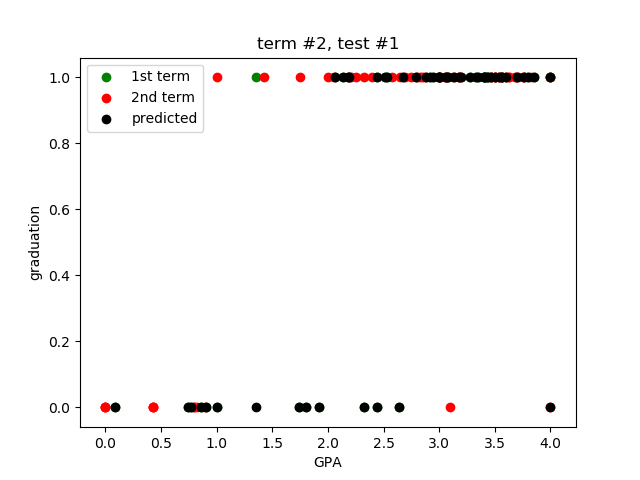 term #2, test #1
1st term
2nd term
predicted
graduation
1.0
0.8
0.6
0.4
0.2
0.0
0.0 0.5 1.0 1.5 2.0 2.5 3.0 3.5 4.0
GPA